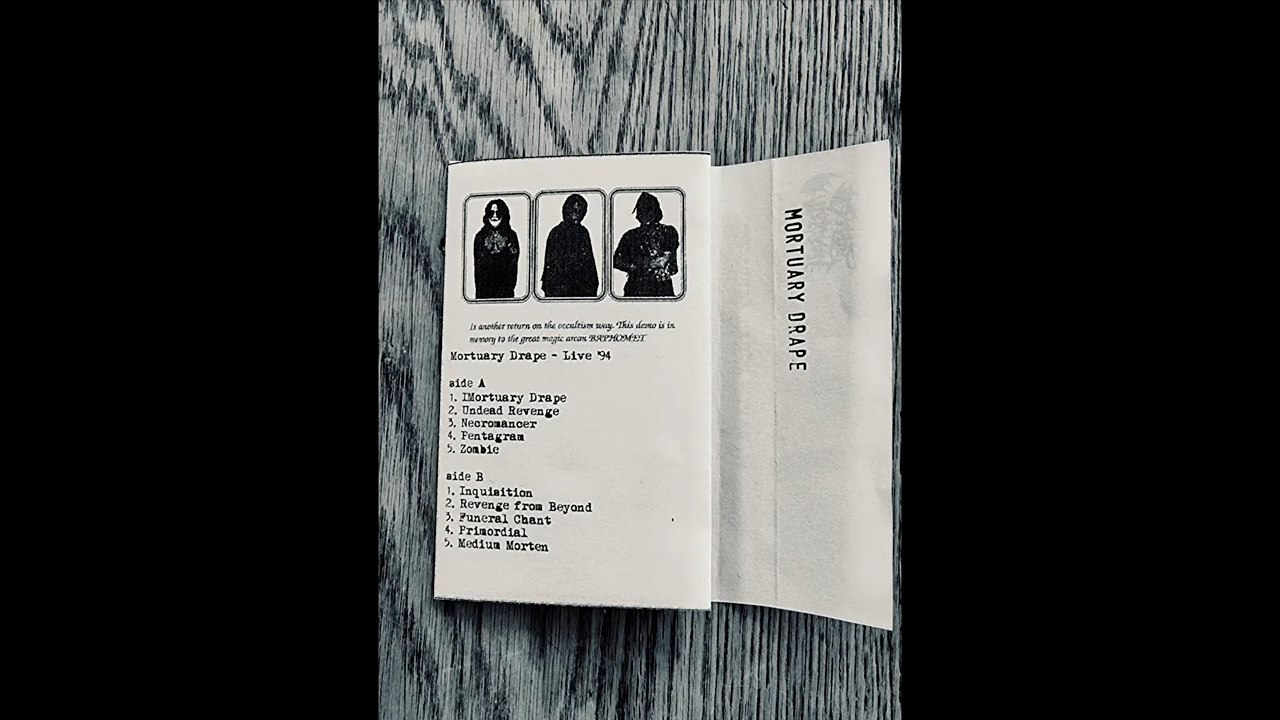 is another return on the occultism way. This demo is in
memory to the great magic arcan BAPHOMET
Mortuary Drape - Live '94
side A
1. IMortuary Drape
2. Undead Revenge
3. Necromancer
4. Pentagram
5. Zombie
side B
1. Inquisition
2. Revenge from Beyond
3. Funeral Chant
4. Primordial
5. Medium Morten
MORTUARY DRAPE